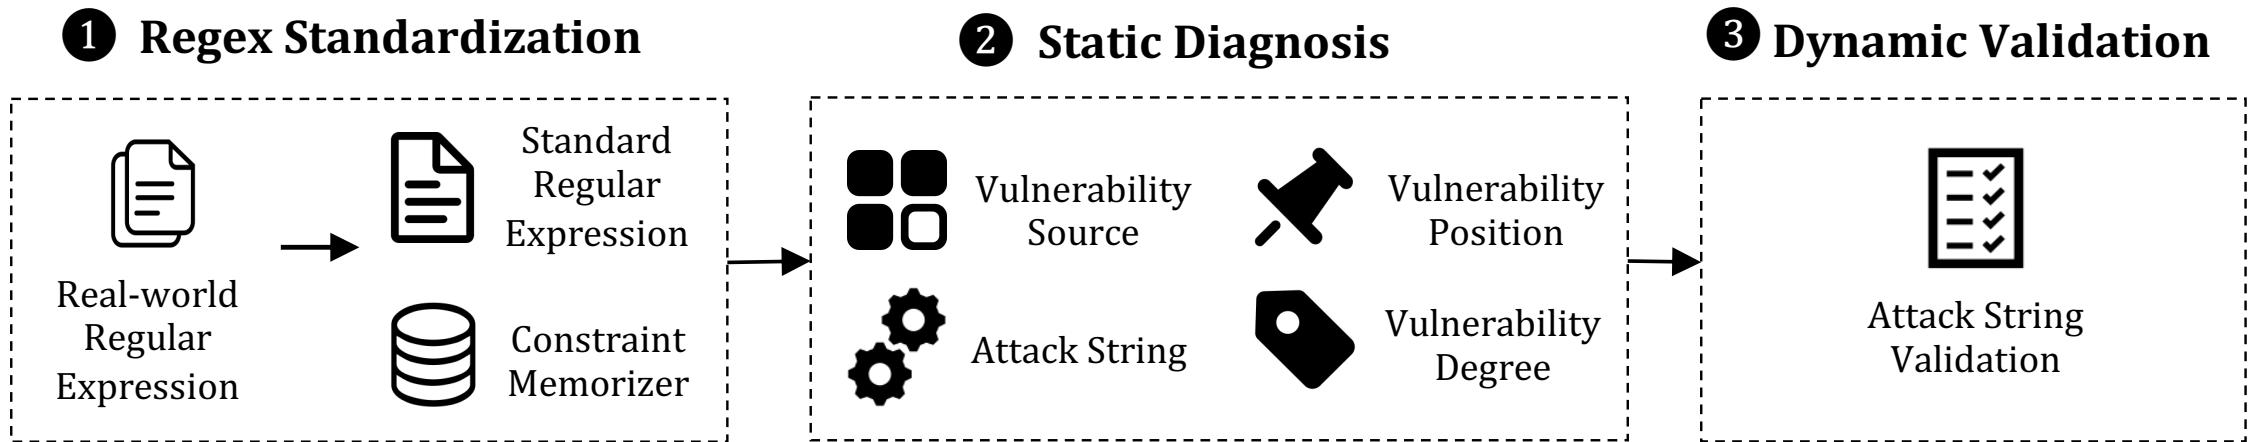 ❶ Regex Standardization
Real-world
Regular
Expression
Standard
Regular
Expression
Constraint
Memorizer
❷ Static Diagnosis
Vulnerability
Source
Vulnerability
Position
Attack String
Vulnerability
Degree
❸ Dynamic Validation
Attack String
Validation